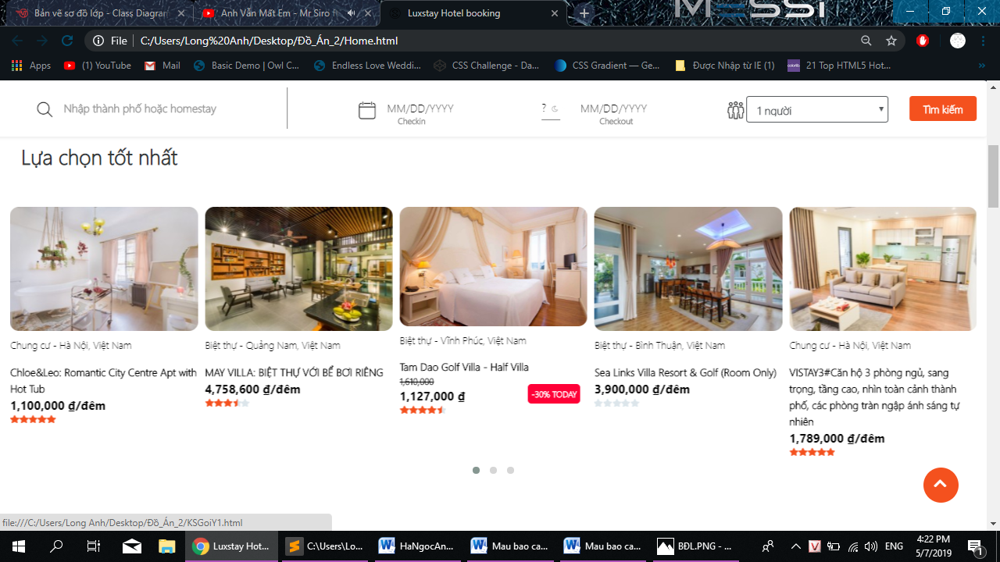 MESSI
Bản vẽ sơ đồ lớp - Class Diagram
Anh Vẫn Mất Em - Mr Siro ft
Luxstay Hotel booking
File
C:/Users/Long%20Anh/Desktop/Đồ_Án_2/Home.html
Apps
(1) YouTube
Mail
Basic Demo | Owl C...
Endless Love Weddi...
CSS Challenge - Da...
CSS Gradient — Ge...
Được Nhập từ IE (1)
21 Top HTML5 Hot...
Nhập thành phố hoặc homestay
MM/DD/YYYY
Checkin
?
MM/DD/YYYY
Checkout
1 người
Tìm kiếm
Lựa chọn tốt nhất
Chung cư - Hà Nội, Việt Nam
Chloe&Leo: Romantic City Centre Apt with
Hot Tub
1,100,000 ₫/đêm
Biệt thự - Quảng Nam, Việt Nam
MAY VILLA: BIỆT THỰ VỚI BỂ BƠI RIÊNG
4,758,600 ₫/đêm
Biệt thự - Vĩnh Phúc, Việt Nam
Tam Dao Golf Villa - Half Villa
1,610,000
1,127,000 ₫
-30% TODAY
Biệt thự - Bình Thuận, Việt Nam
Sea Links Villa Resort & Golf (Room Only)
3,900,000 ₫/đêm
Chung cư - Hà Nội, Việt Nam
VISTAY3#Căn hộ 3 phòng ngủ, sang
trọng, tầng cao, nhìn toàn cảnh thành
phố, các phòng tràn ngập ánh sáng tự
nhiên
1,789,000 ₫/đêm
file:///C:/Users/Long Anh/Desktop/Đồ_Án_2/KSGoiY1.html
Luxstay Hot...
C:\Users\Lo...
HaNgocAn...
Mau bao ca...
Mau bao ca...
BĐL.PNG - ...
V
ENG
4:22 PM
5/7/2019
1